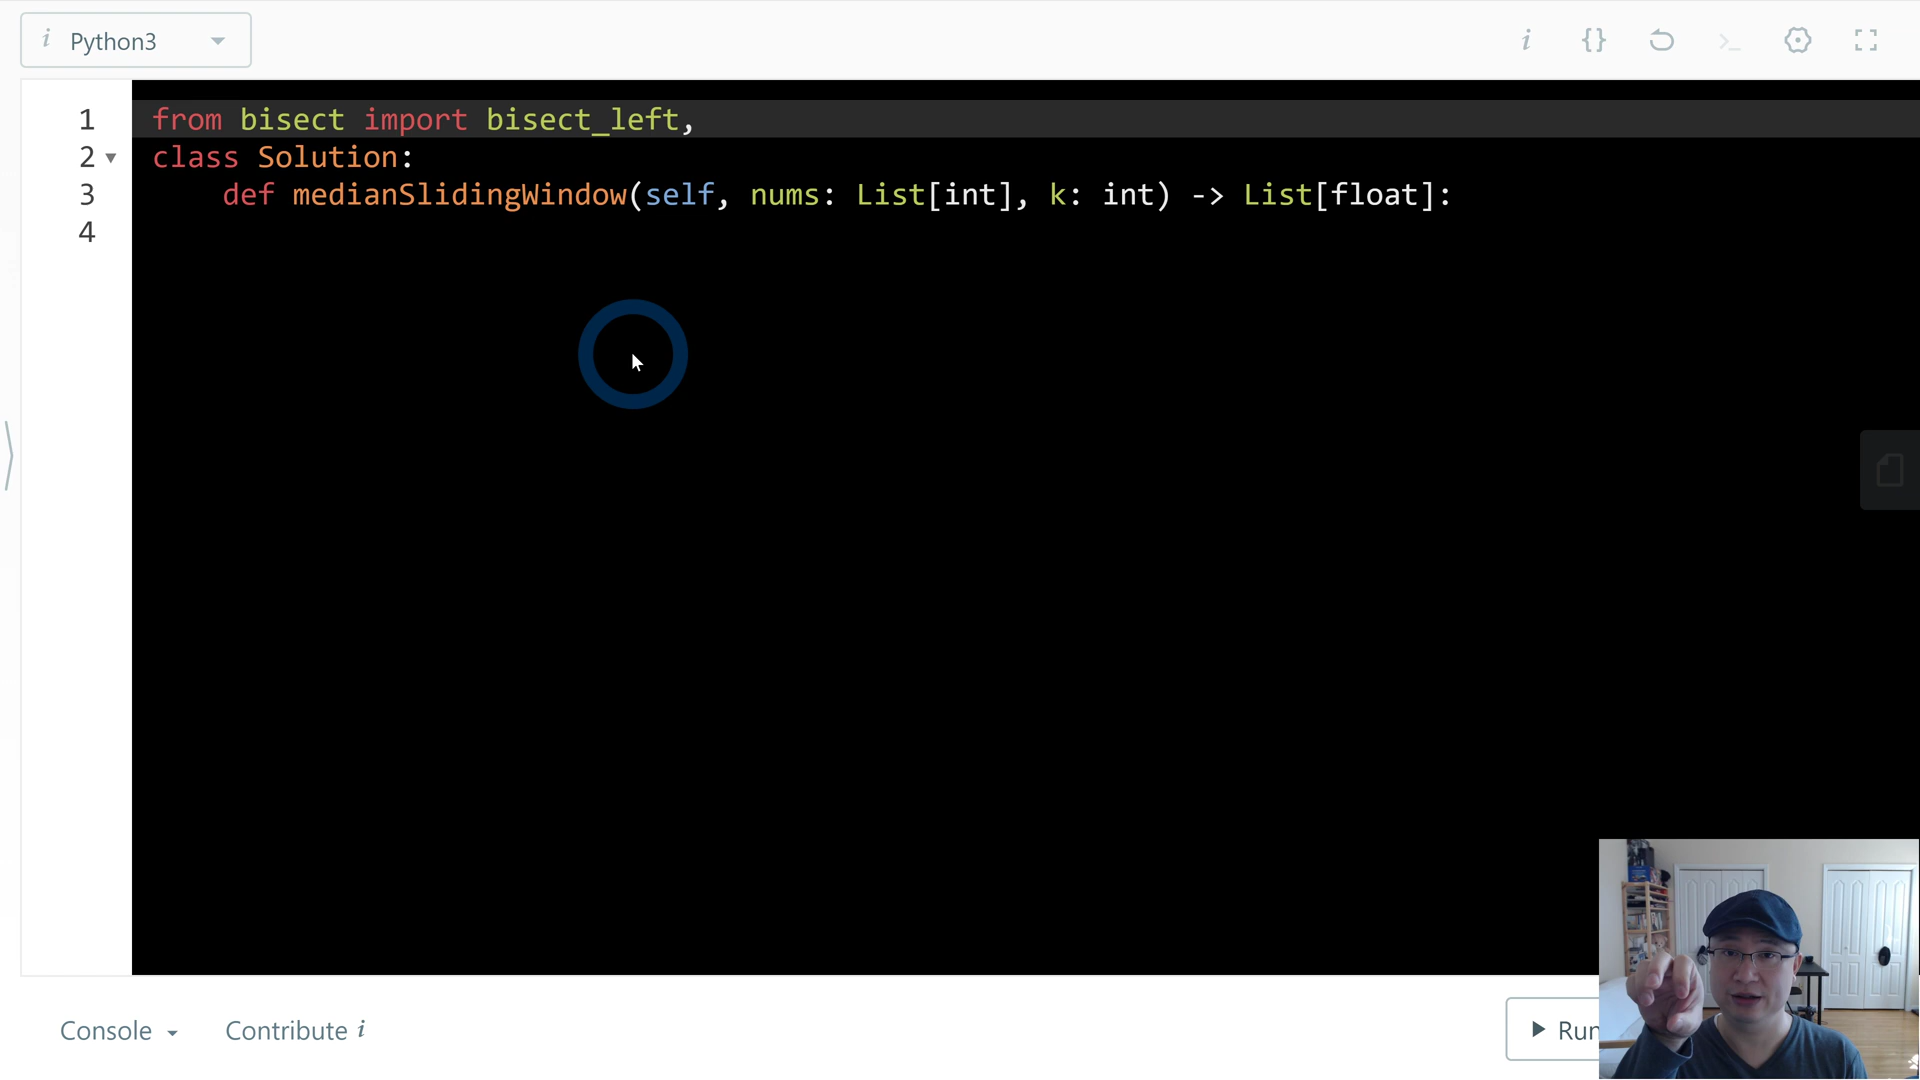 i Python3
i {} >_
1 from bisect import bisect_left,
2 class Solution:
3 def medianSlidingWindow(self, nums: List[int], k: int) -> List[float]:
4
Console Contribute i Run